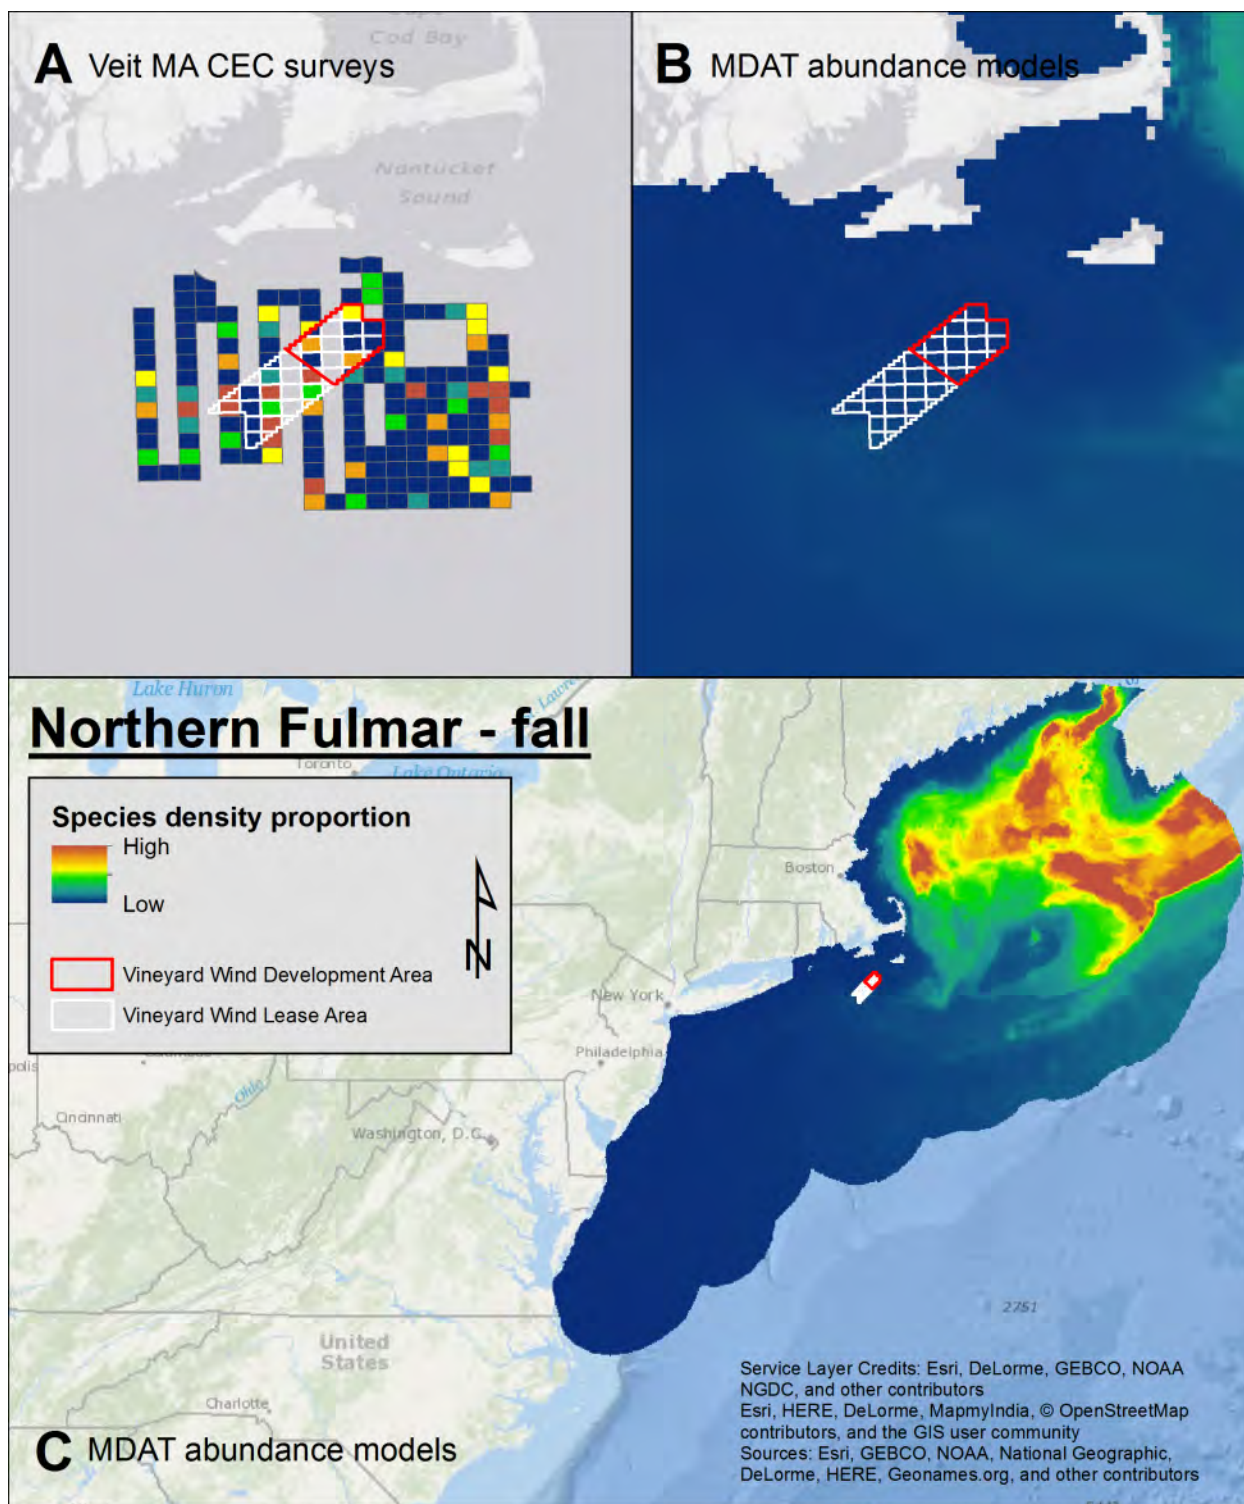 A Veit MA CEC surveys
Cod Bay
Nantucket
Sound
B MDAT abundance models
Lake Huron
Northern Fulmar - fall
Toronto
Lake Ontario
Species density proportion
High
Low
Vineyard Wind Development Area
Vineyard Wind Lease Area
N
Boston
New York
Philadelphia
Ohio
Cincinnati
Washington, D.C.
United
States
Charlotte
2751
C MDAT abundance models
Service Layer Credits: Esri, DeLorme, GEBCO, NOAA
NGDC, and other contributors
Esri, HERE, DeLorme, MapmyIndia, © OpenStreetMap
contributors, and the GIS user community
Sources: Esri, GEBCO, NOAA, National Geographic,
DeLorme, HERE, Geonames.org, and other contributors